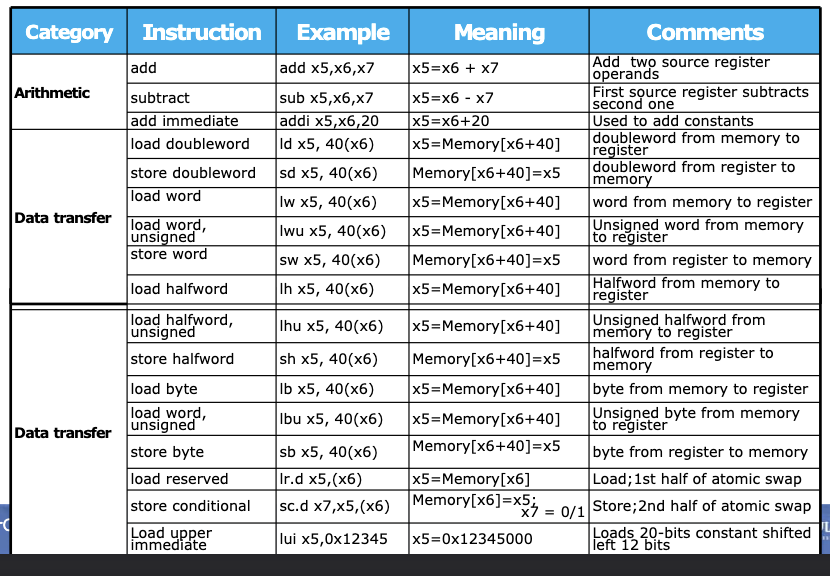 Category Instruction Example Meaning Comments
Arithmetic
add add x5,x6,x7 x5=x6 + x7 Add two source register
operands
subtract sub x5,x6,x7 x5=x6 - x7 First source register subtracts
second one
add immediate addi x5,x6,20 x5=x6+20 Used to add constants
Data transfer
load doubleword ld x5, 40(x6) x5=Memory[x6+40] doubleword from memory to
register
store doubleword sd x5, 40(x6) Memory[x6+40]=x5 doubleword from register to
memory
load word lw x5, 40(x6) x5=Memory[x6+40] word from memory to register
load word,
unsigned lwu x5, 40(x6) x5=Memory[x6+40] Unsigned word from memory
to register
store word sw x5, 40(x6) Memory[x6+40]=x5 word from register to memory
load halfword lh x5, 40(x6) x5=Memory[x6+40] Halfword from memory to
register
Data transfer
load halfword,
unsigned lhu x5, 40(x6) x5=Memory[x6+40] Unsigned halfword from
memory to register
store halfword sh x5, 40(x6) Memory[x6+40]=x5 halfword from register to
memory
load byte lb x5, 40(x6) x5=Memory[x6+40] byte from memory to register
load word,
unsigned lbu x5, 40(x6) x5=Memory[x6+40] Unsigned byte from memory
to register
store byte sb x5, 40(x6) Memory[x6+40]=x5 byte from register to memory
load reserved lr.d x5,(x6) x5=Memory[x6] Load;1st half of atomic swap
store conditional sc.d x7,x5,(x6) Memory[x6]=x5;
x7 = 0/1 Store;2nd half of atomic swap
Load upper
immediate lui x5,0x12345 x5=0x12345000 Loads 20-bits constant shifted
left 12 bits